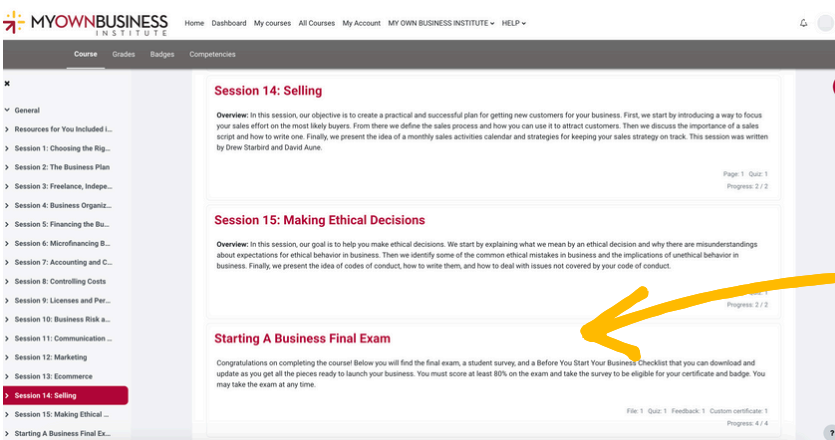 MYOWNBUSINESS
INSTITUTE
Home Dashboard My courses All Courses My Account MY OWN BUSINESS INSTITUTE HELP
Course Grades Badges Competencies
General
Resources for You Included i...
Session 1: Choosing the Rig...
Session 2: The Business Plan
Session 3: Freelance, Indepe...
Session 4: Business Organiz...
Session 5: Financing the Bu...
Session 6: Microfinancing B...
Session 7: Accounting and C...
Session 8: Controlling Costs
Session 9: Licenses and Per...
Session 10: Business Risk a...
Session 11: Communication ...
Session 12: Marketing
Session 13: Ecommerce
Session 14: Selling
Session 15: Making Ethical ...
Starting A Business Final Ex...
Session 14: Selling
Overview: In this session, our objective is to create a practical and successful plan for getting new customers for your business. First, we start by introducing a way to focus
your sales effort on the most likely buyers. From there we define the sales process and how you can use it to attract customers. Then we discuss the importance of a sales
script and how to write one. Finally, we present the idea of a monthly sales activities calendar and strategies for keeping your sales strategy on track. This session was written
by Drew Starbird and David Aune.
Page: 1 Quiz: 1
Progress: 2 / 2
Session 15: Making Ethical Decisions
Overview: In this session, our goal is to help you make ethical decisions. We start by explaining what we mean by an ethical decision and why there are misunderstandings
about expectations for ethical behavior in business. Then we identify some of the common ethical mistakes in business and the implications of unethical behavior in
business. Finally, we present the idea of codes of conduct, how to write them, and how to deal with issues not covered by your code of conduct.
Progress: 2 / 2
Starting A Business Final Exam
Congratulations on completing the course! Below you will find the final exam, a student survey, and a Before You Start Your Business Checklist that you can download and
update as you get all the pieces ready to launch your business. You must score at least 80% on the exam and take the survey to be eligible for your certificate and badge. You
may take the exam at any time.
File: 1 Quiz: 1 Feedback: 1 Custom certificate: 1
Progress: 4 / 4
?